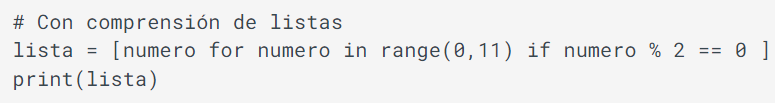 # Con comprensión de listas
lista = [numero for numero in range(0,11) if numero % 2 == 0 ]
print(lista)